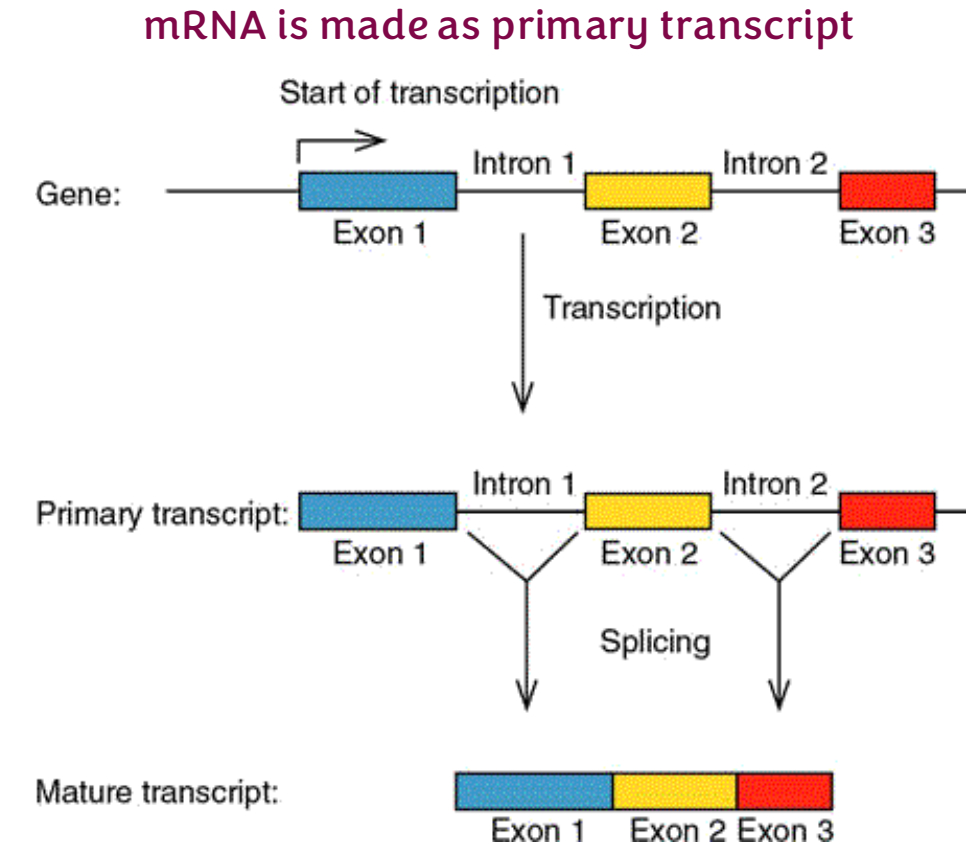 mRNA is made as primary transcript
Start of transcription
Intron 1 Intron 2
Gene:
Exon 1 Exon 2 Exon 3
Transcription
Intron 1 Intron 2
Primary transcript:
Exon 1 Exon 2 Exon 3
Splicing
Mature transcript:
Exon 1 Exon 2 Exon 3